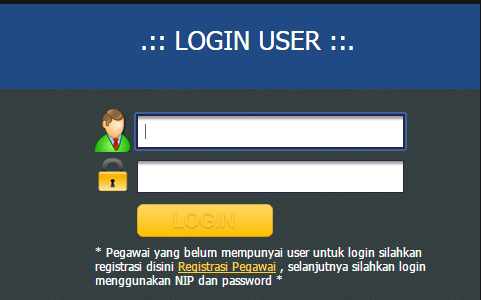 .:: LOGIN USER ::.
LOGIN
* Pegawai yang belum mempunyai user untuk login silahkan
registrasi disini Registrasi Pegawai , selanjutnya silahkan login
menggunakan NIP dan password *